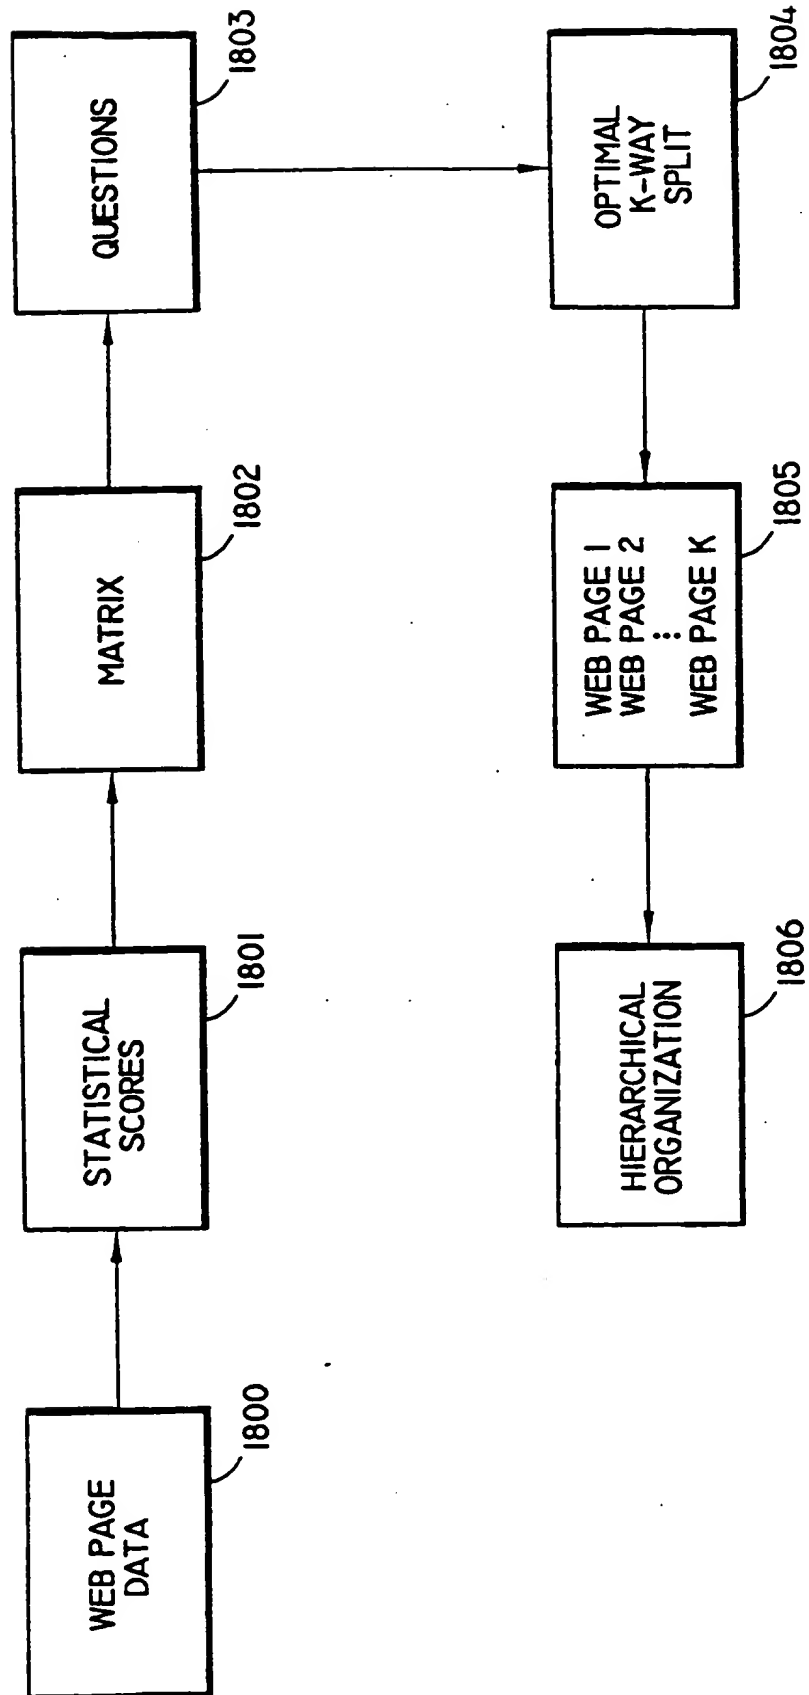 WEB PAGE
DATA
1800
STATISTICAL
SCORES
1801
MATRIX
1802
QUESTIONS
1803
OPTIMAL
K-WAY
SPLIT
1804
WEB PAGE 1
WEB PAGE 2
⋮
WEB PAGE K
1805
HIERARCHICAL
ORGANIZATION
1806